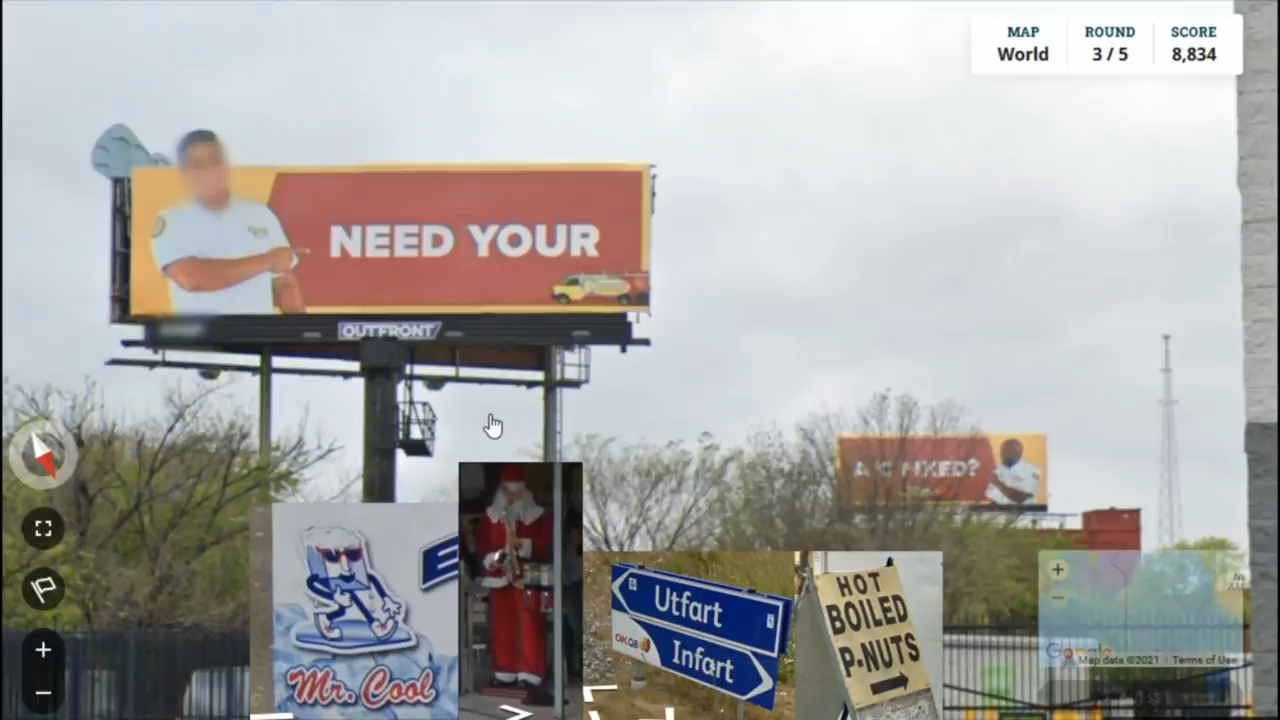 MAP
World
ROUND
3 / 5
SCORE
8,834
NEED YOUR
OUTFRONT
A/C FIXED?
Mr. Cool
E
Utfart
OKQ8
Infart
HOT
BOILED
P-NUTS
Google
Map data ©2021
Terms of Use